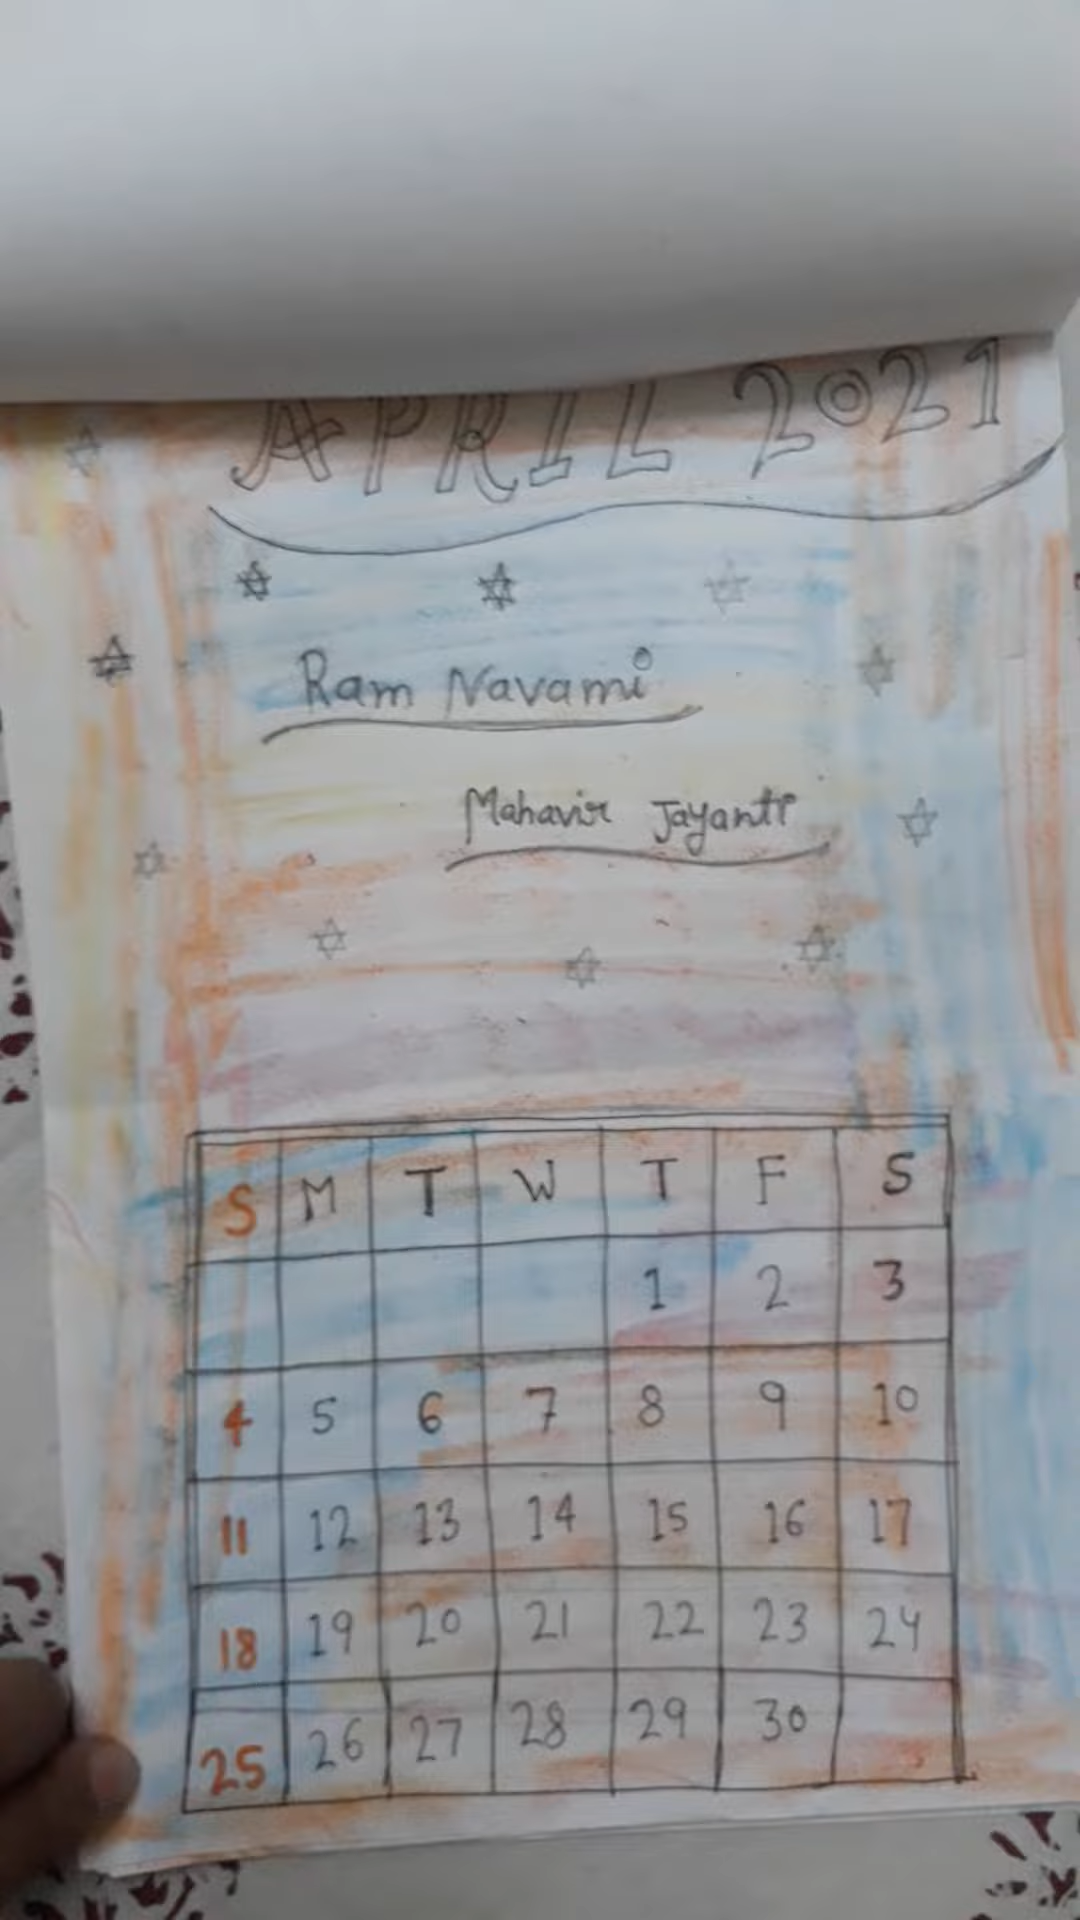 APRIL 2021
Ram Navami
Mahavir Jayanti
S M T W T F S
1 2 3
4 5 6 7 8 9 10
11 12 13 14 15 16 17
18 19 20 21 22 23 24
25 26 27 28 29 30